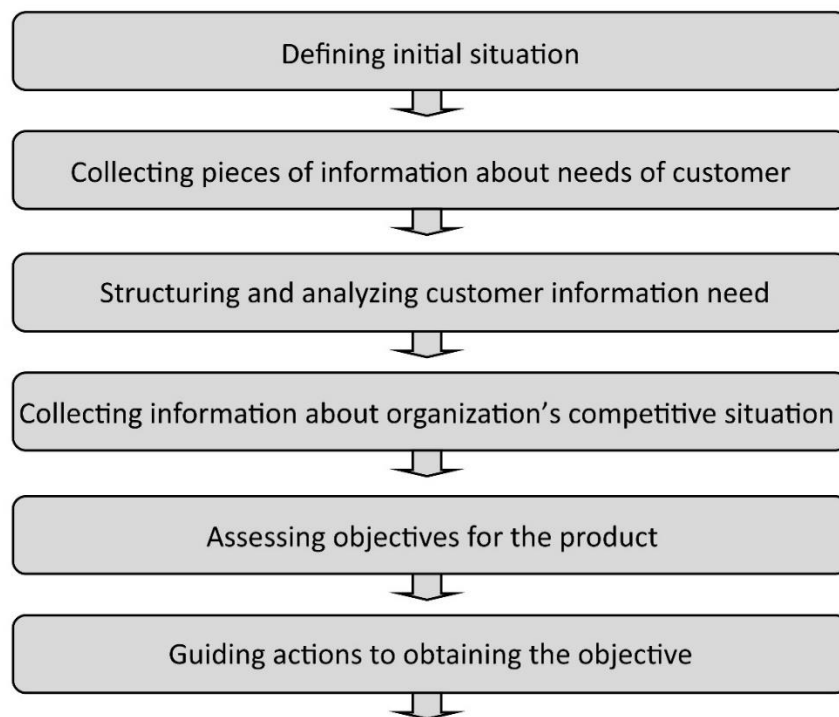 Defining initial situation
Collecting pieces of information about needs of customer
Structuring and analyzing customer information need
Collecting information about organization’s competitive situation
Assessing objectives for the product
Guiding actions to obtaining the objective